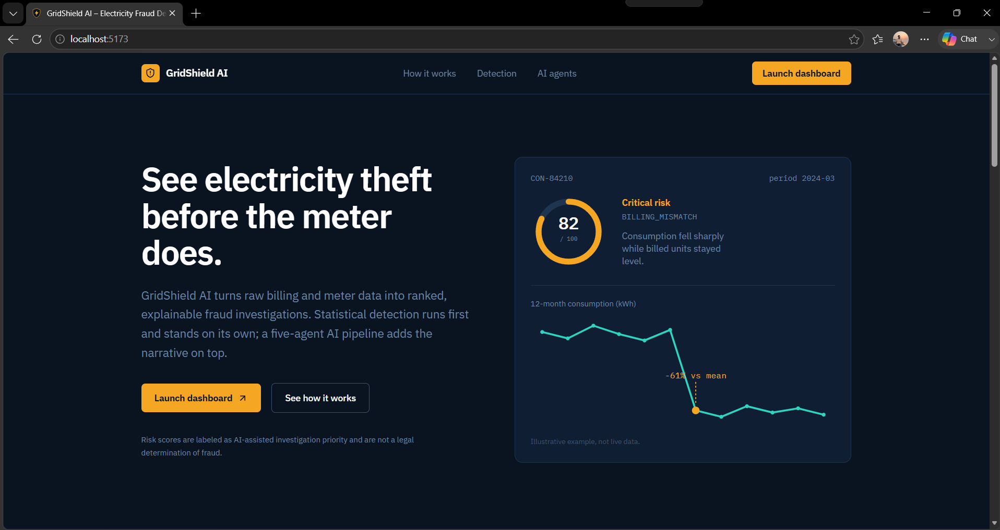 GridShield AI – Electricity Fraud De
localhost:5173
Chat
GridShield AI
How it works
Detection
AI agents
Launch dashboard
See electricity theft
before the meter
does.
GridShield AI turns raw billing and meter data into ranked,
explainable fraud investigations. Statistical detection runs first
and stands on its own; a five-agent AI pipeline adds the
narrative on top.
Launch dashboard
See how it works
Risk scores are labeled as AI-assisted investigation priority and are not a legal
determination of fraud.
CON-84210
period 2024-03
82
/ 100
Critical risk
BILLING_MISMATCH
Consumption fell sharply
while billed units stayed
level.
12-month consumption (kWh)
-61% vs mean
Illustrative example, not live data.